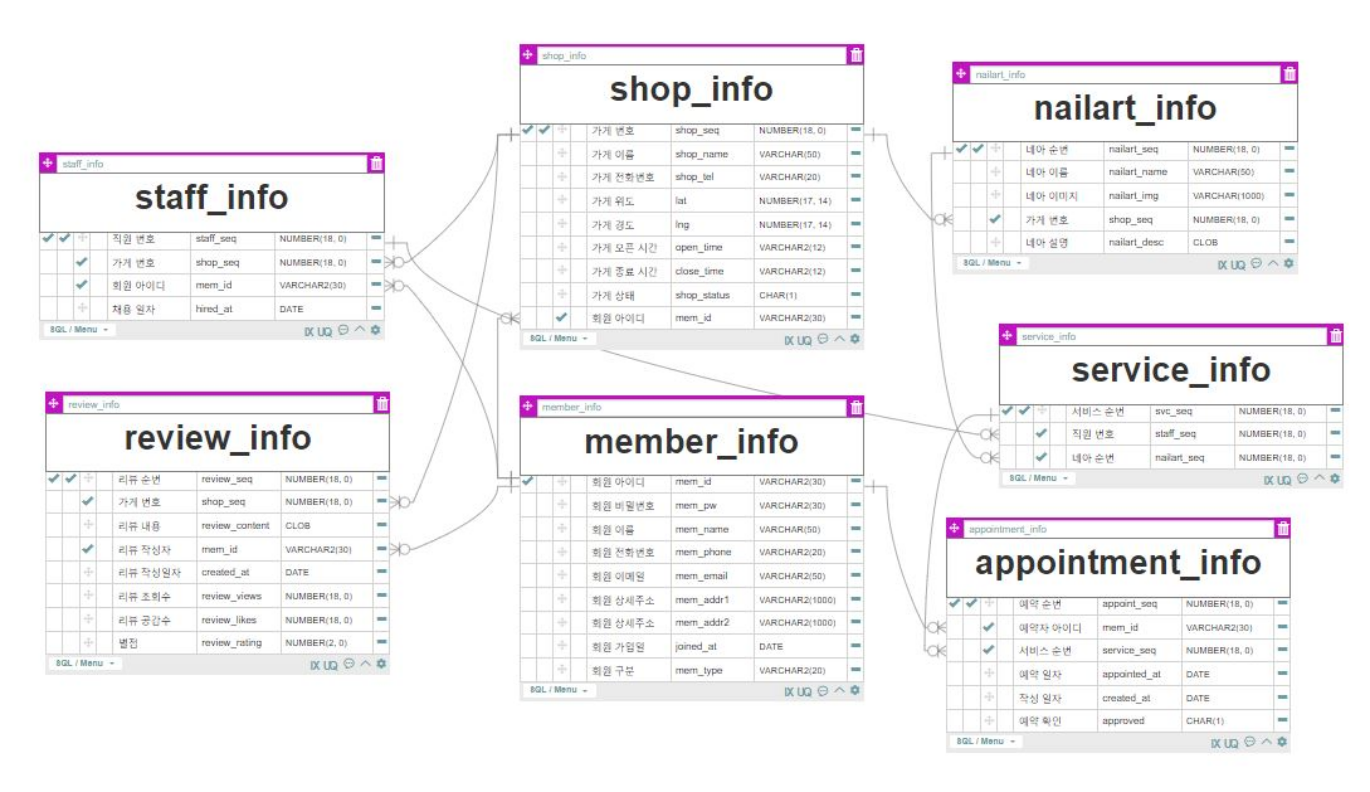 shop_info
shop_info
가게 번호 shop_seq NUMBER(18, 0)
가게 이름 shop_name VARCHAR(50)
가게 전화번호 shop_tel VARCHAR(20)
가게 위도 lat NUMBER(17, 14)
가게 경도 lng NUMBER(17, 14)
가게 오픈 시간 open_time VARCHAR2(12)
가게 종료 시간 close_time VARCHAR2(12)
가게 상태 shop_status CHAR(1)
회원 아이디 mem_id VARCHAR2(30)
SQL / Menu IX UQ
nailart_info
nailart_info
네아 순번 nailart_seq NUMBER(18, 0)
네아 이름 nailart_name VARCHAR(50)
네아 이미지 nailart_img VARCHAR(1000)
가게 번호 shop_seq NUMBER(18, 0)
네아 설명 nailart_desc CLOB
SQL / Menu IX UQ
staff_info
staff_info
직원 번호 staff_seq NUMBER(18, 0)
가게 번호 shop_seq NUMBER(18, 0)
회원 아이디 mem_id VARCHAR2(30)
채용 일자 hired_at DATE
SQL / Menu IX UQ
service_info
service_info
서비스 순번 svc_seq NUMBER(18, 0)
직원 번호 staff_seq NUMBER(18, 0)
네아 순번 nailart_seq NUMBER(18, 0)
SQL / Menu IX UQ
review_info
review_info
리뷰 순번 review_seq NUMBER(18, 0)
가게 번호 shop_seq NUMBER(18, 0)
리뷰 내용 review_content CLOB
리뷰 작성자 mem_id VARCHAR2(30)
리뷰 작성일자 created_at DATE
리뷰 조회수 review_views NUMBER(18, 0)
리뷰 공감수 review_likes NUMBER(18, 0)
별점 review_rating NUMBER(2, 0)
SQL / Menu IX UQ
member_info
member_info
회원 아이디 mem_id VARCHAR2(30)
회원 비밀번호 mem_pw VARCHAR2(30)
회원 이름 mem_name VARCHAR(50)
회원 전화번호 mem_phone VARCHAR2(20)
회원 이메일 mem_email VARCHAR2(50)
회원 상세주소 mem_addr1 VARCHAR2(1000)
회원 상세주소 mem_addr2 VARCHAR2(1000)
회원 가입일 joined_at DATE
회원 구분 mem_type VARCHAR2(20)
SQL / Menu IX UQ
appointment_info
appointment_info
예약 순번 appoint_seq NUMBER(18, 0)
예약자 아이디 mem_id VARCHAR2(30)
서비스 순번 service_seq NUMBER(18, 0)
예약 일자 appointed_at DATE
작성 일자 created_at DATE
예약 확인 approved CHAR(1)
SQL / Menu IX UQ